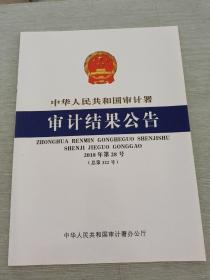 中华人民共和国审计署
审计结果公告
ZHONGHUA RENMIN GONGHEGUO SHENJISHU
SHENJI JIEGUO GONGGAO
2018年第28号
（总第322号）
中华人民共和国审计署办公厅